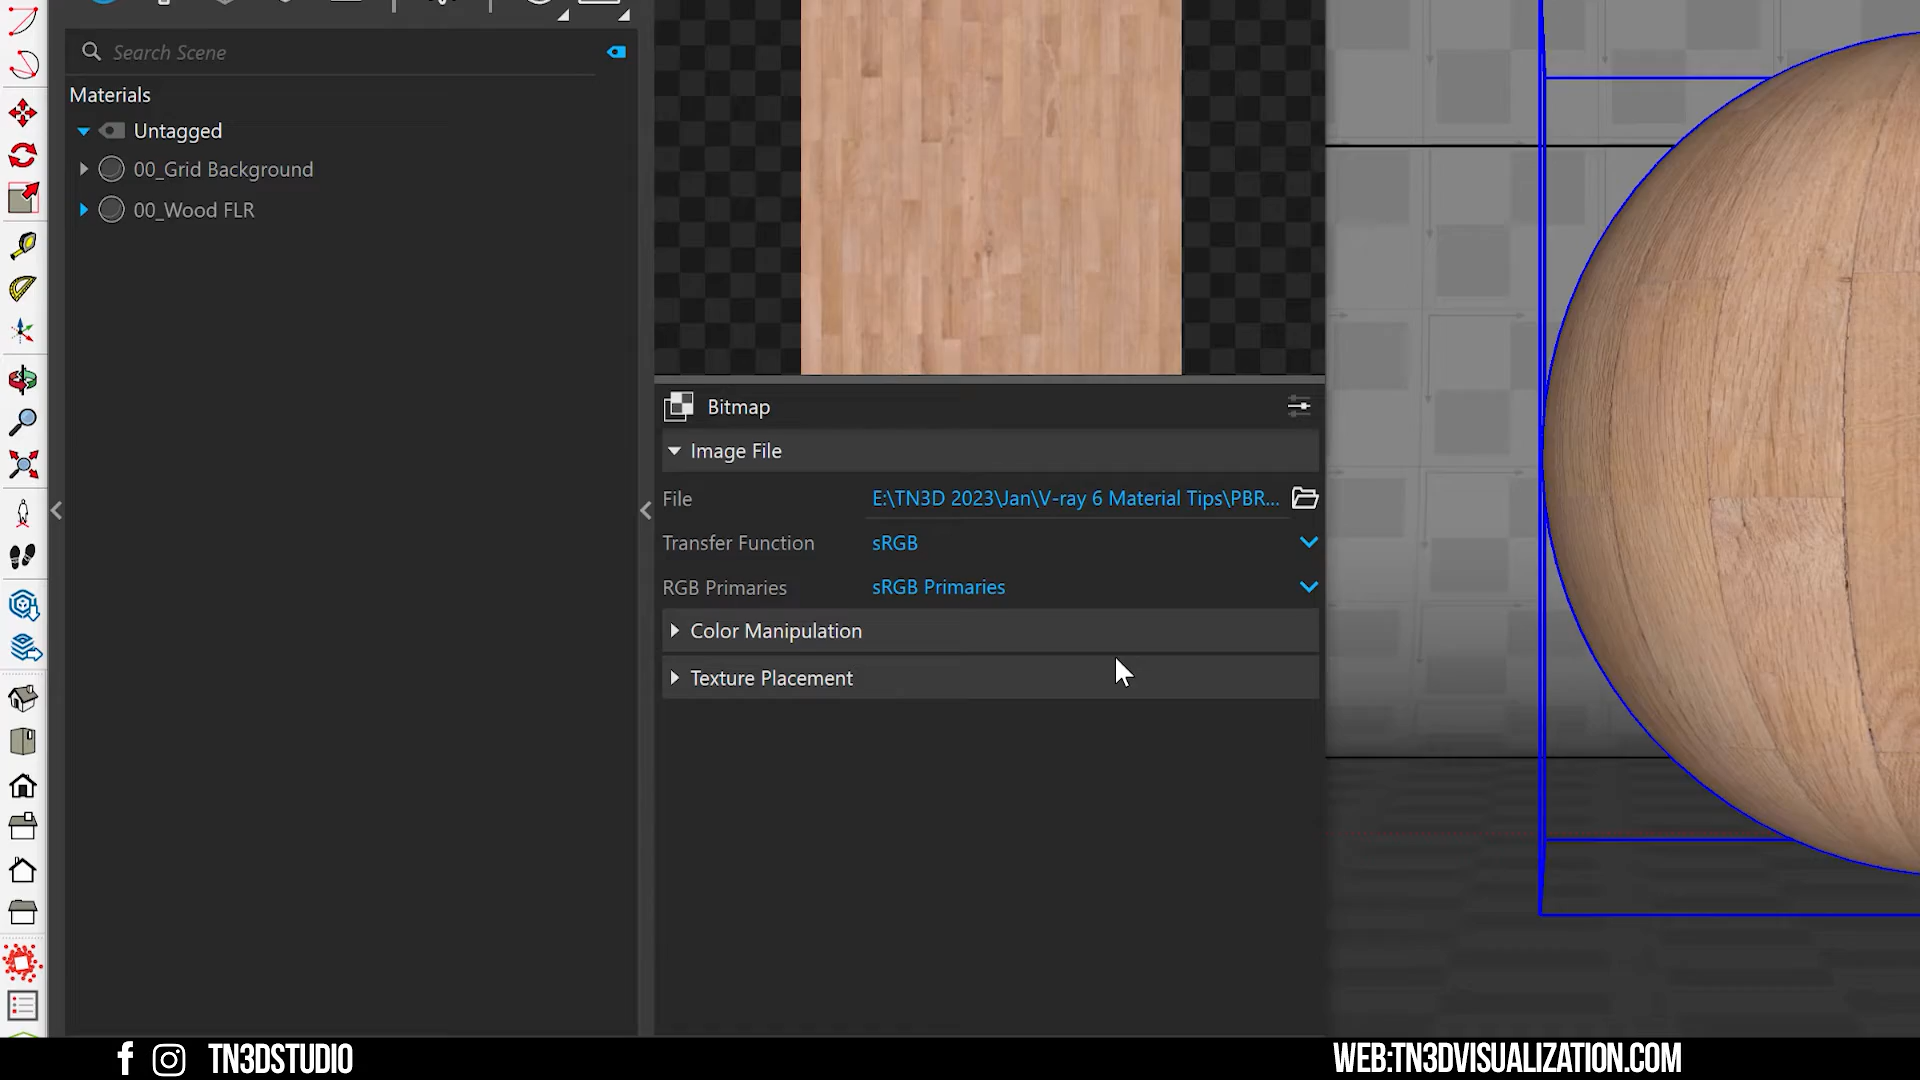 Search Scene
Materials
Untagged
00_Grid Background
00_Wood FLR
Bitmap
Image File
File E:\TN3D 2023\Jan\V-ray 6 Material Tips\PBR...
Transfer Function sRGB
RGB Primaries sRGB Primaries
Color Manipulation
Texture Placement
TN3DSTUDIO
WEB:TN3DVISUALIZATION.COM